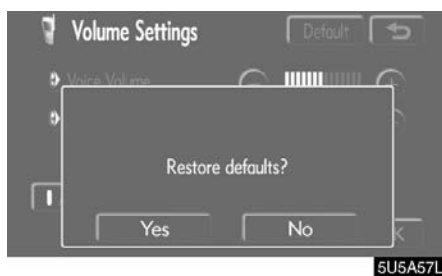 Volume Settings Default
Voice Volume
Restore defaults?
Yes No
5U5A57L